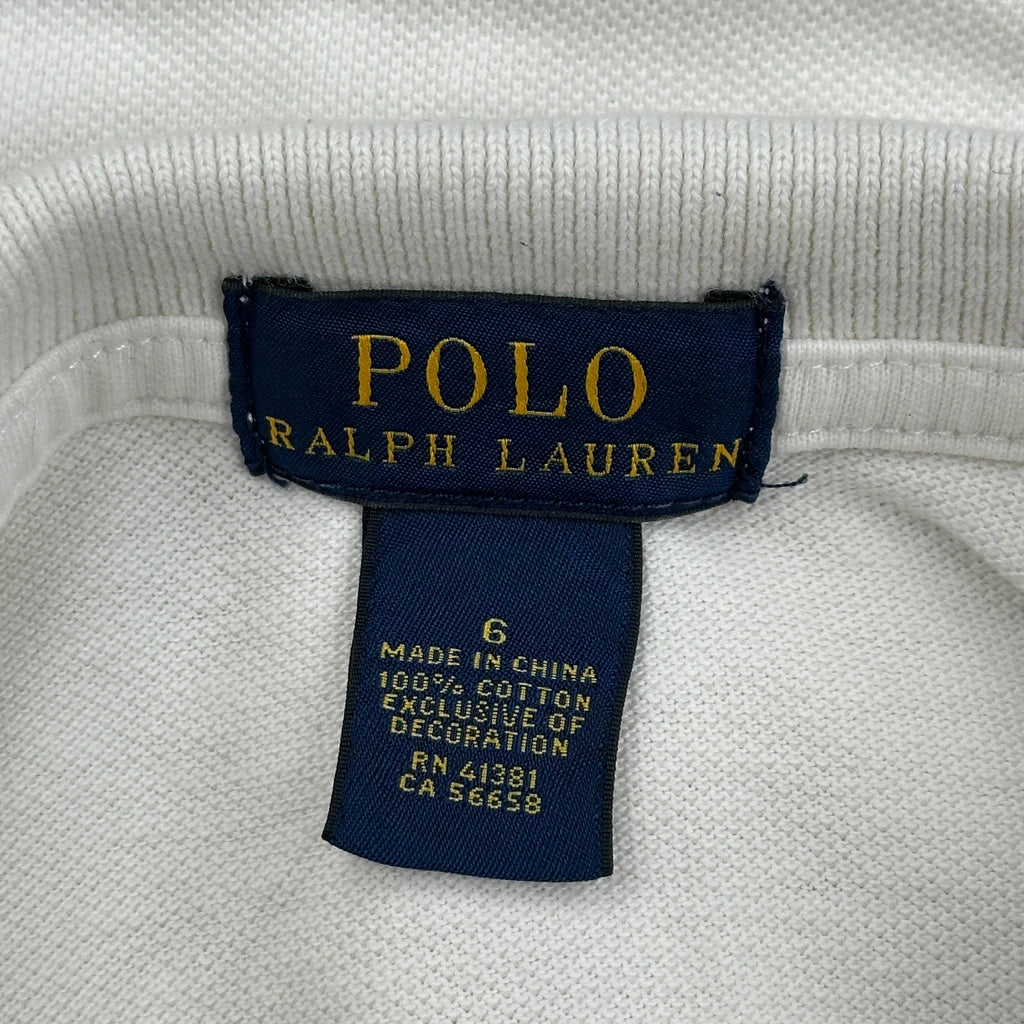 POLO
RALPH LAUREN
6
MADE IN CHINA
100% COTTON
EXCLUSIVE OF
DECORATION
RN 41381
CA 56658